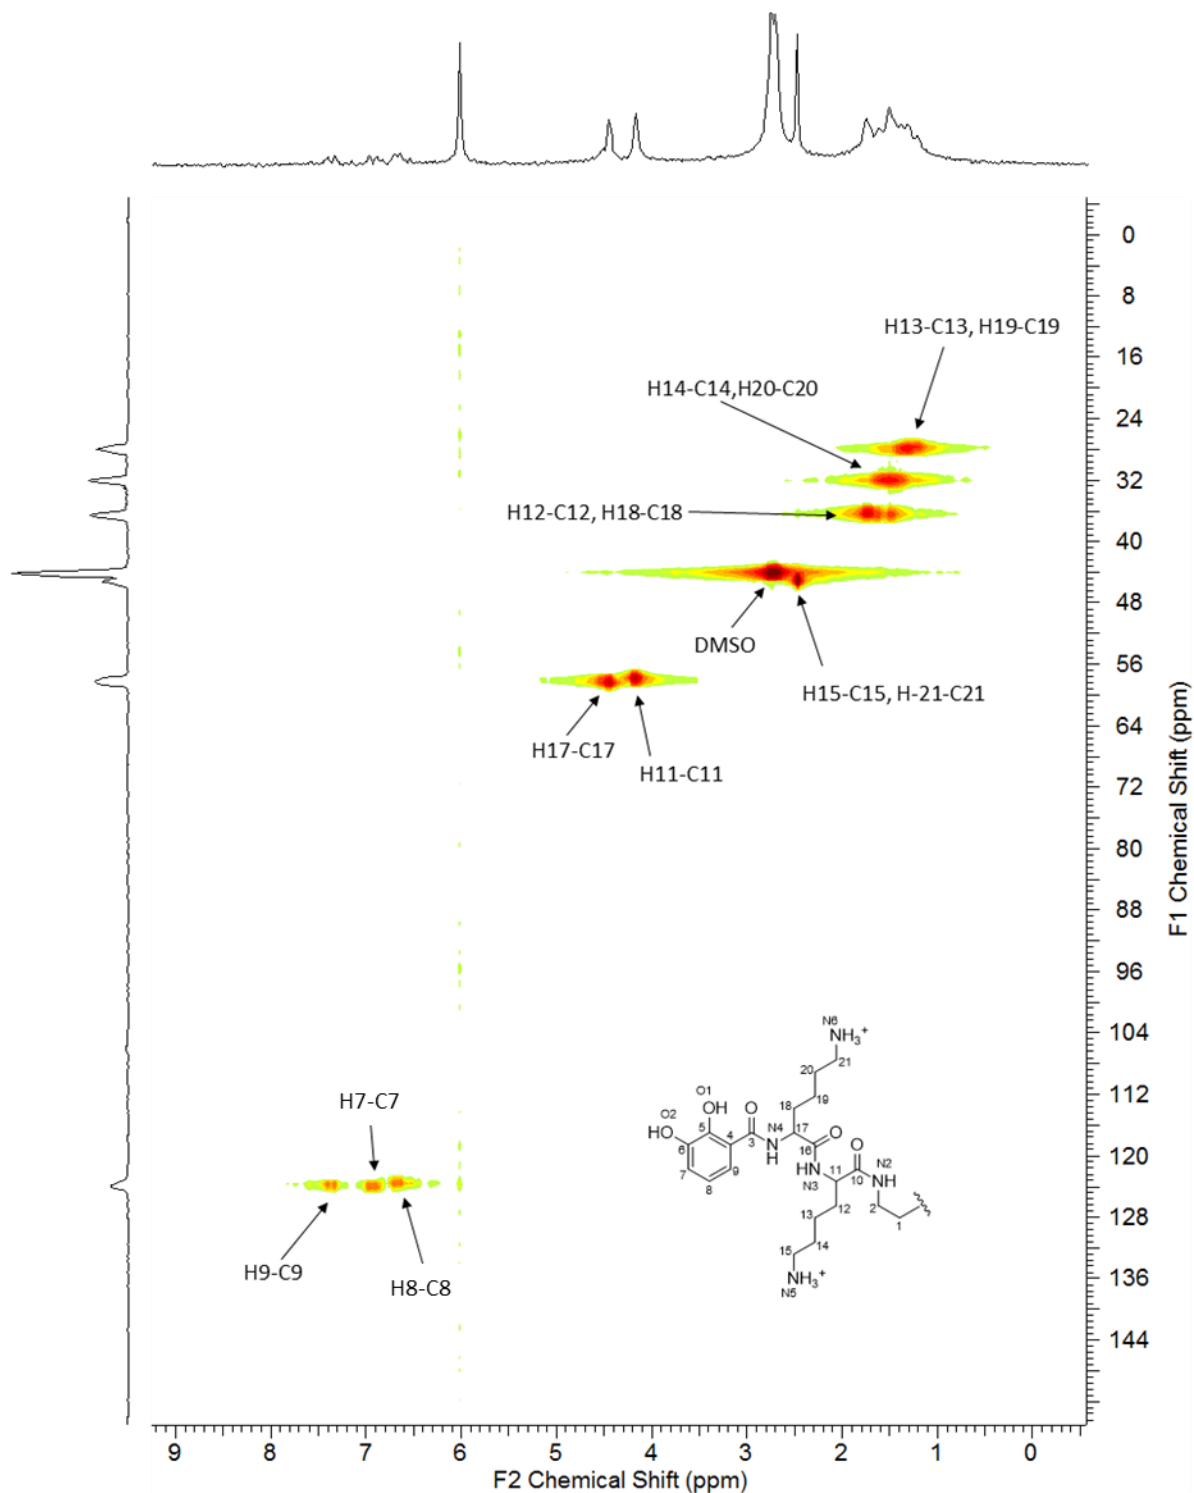 0
8
16
24
32
40
48
56
64
72
80
88
96
104
112
120
128
136
144
F1 Chemical Shift (ppm)
H13-C13, H19-C19
H14-C14,H20-C20
H12-C12, H18-C18
DMSO
H15-C15, H-21-C21
H17-C17
H11-C11
H7-C7
H9-C9
H8-C8
N6
NH3+
21
20
19
18
O1
OH
O2
HO
O
N4
N
H
17
O
16
3
4
5
6
7
8
9
HN
N3
11
O
10
N2
H
N
2
1
12
13
14
15
NH3+
N5
9 8 7 6 5 4 3 2 1 0
F2 Chemical Shift (ppm)